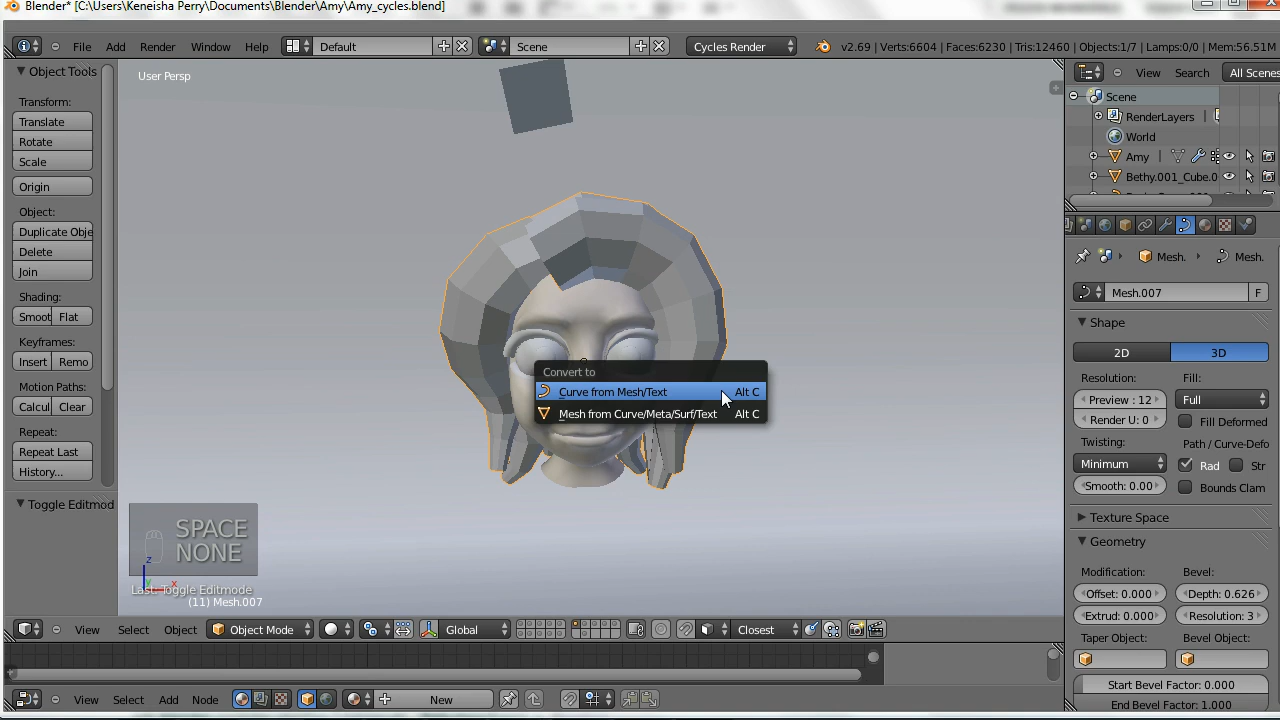 Blender* [C:\Users\Keneisha Perry\Documents\Blender\Amy\Amy_cycles.blend]
File Add Render Window Help Default Scene Cycles Render v2.69 | Verts:6604 | Faces:6230 | Tris:12460 | Objects:1/7 | Lamps:0/0 | Mem:56.51M
Object Tools
Transform:
Translate
Rotate
Scale
Origin
Object:
Duplicate Obje
Delete
Join
Shading:
Smoot Flat
Keyframes:
Insert Remo
Motion Paths:
Calcul Clear
Repeat:
Repeat Last
History...
Toggle Editmod
User Persp
Convert to
Curve from Mesh/Text Alt C
Mesh from Curve/Meta/Surf/Text Alt C
SPACE
NONE
z
y
x
Last: Toggle Editmode
(11) Mesh.007
View Select Object Object Mode Global Closest
View Select Add Node New
View Search All Scenes
Scene
RenderLayers |
World
Amy |
Bethy.001_Cube.0
Mesh. Mesh.
Mesh.007 F
Shape
2D 3D
Resolution: Fill:
Preview : 12 Full
Render U: 0 Fill Deformed
Twisting: Path / Curve-Defo
Minimum Rad Str
Smooth: 0.00 Bounds Clam
Texture Space
Geometry
Modification: Bevel:
Offset: 0.000 Depth: 0.626
Extrud: 0.000 Resolution: 3
Taper Object: Bevel Object:
Start Bevel Factor: 0.000
End Bevel Factor: 1.000